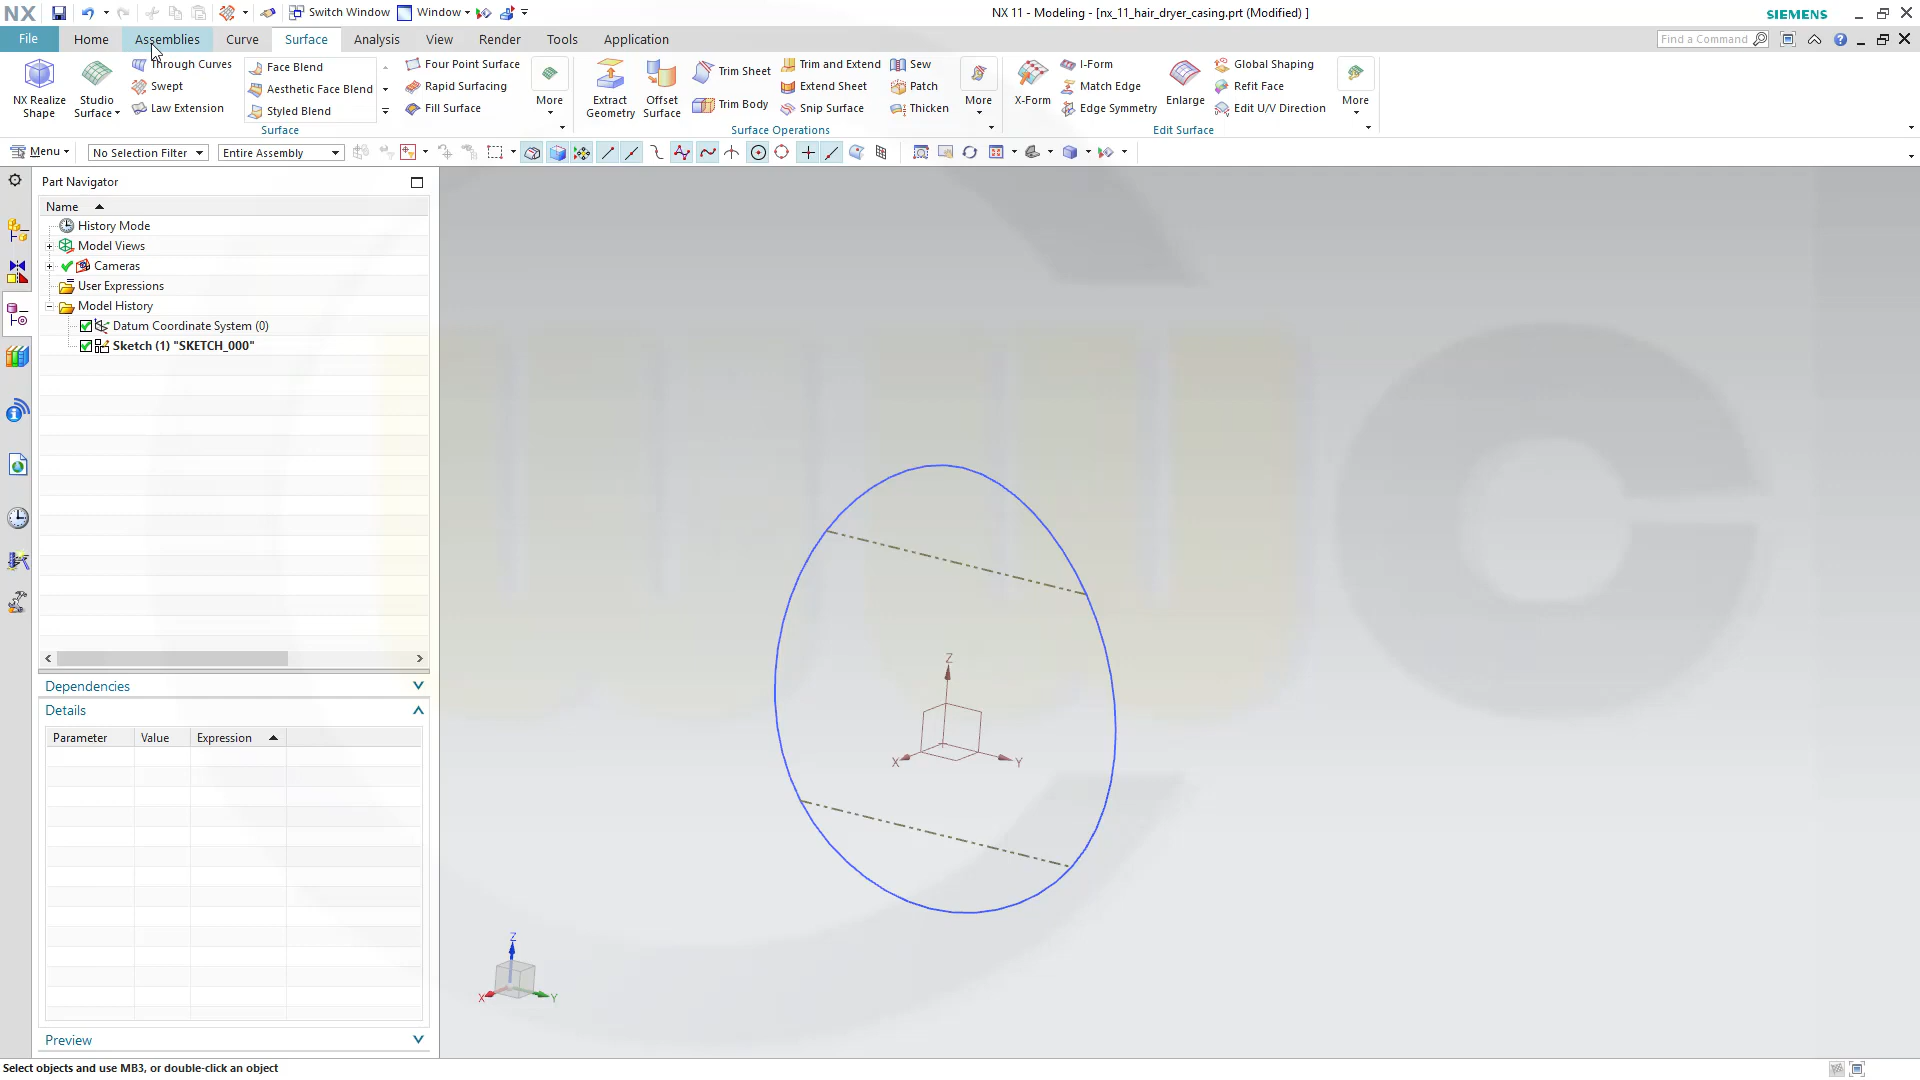 NX Switch Window Window NX 11 - Modeling - [nx_11_hair_dryer_casing.prt (Modified) ] SIEMENS
File Home Assemblies Curve Surface Analysis View Render Tools Application Find a Command
NX Realize Shape
Studio Surface
Through Curves
Swept
Law Extension
Face Blend
Aesthetic Face Blend
Styled Blend
Four Point Surface
Rapid Surfacing
Fill Surface
More
Surface
Extract Geometry
Offset Surface
Trim Sheet
Trim Body
Trim and Extend
Extend Sheet
Snip Surface
Sew
Patch
Thicken
More
Surface Operations
X-Form
I-Form
Match Edge
Edge Symmetry
Enlarge
Global Shaping
Refit Face
Edit U/V Direction
More
Edit Surface
Menu No Selection Filter Entire Assembly
Part Navigator
Name
History Mode
Model Views
Cameras
User Expressions
Model History
Datum Coordinate System (0)
Sketch (1) "SKETCH_000"
Dependencies
Details
Parameter Value Expression
Preview
Z
X
Y
Z
X
Y
Select objects and use MB3, or double-click an object